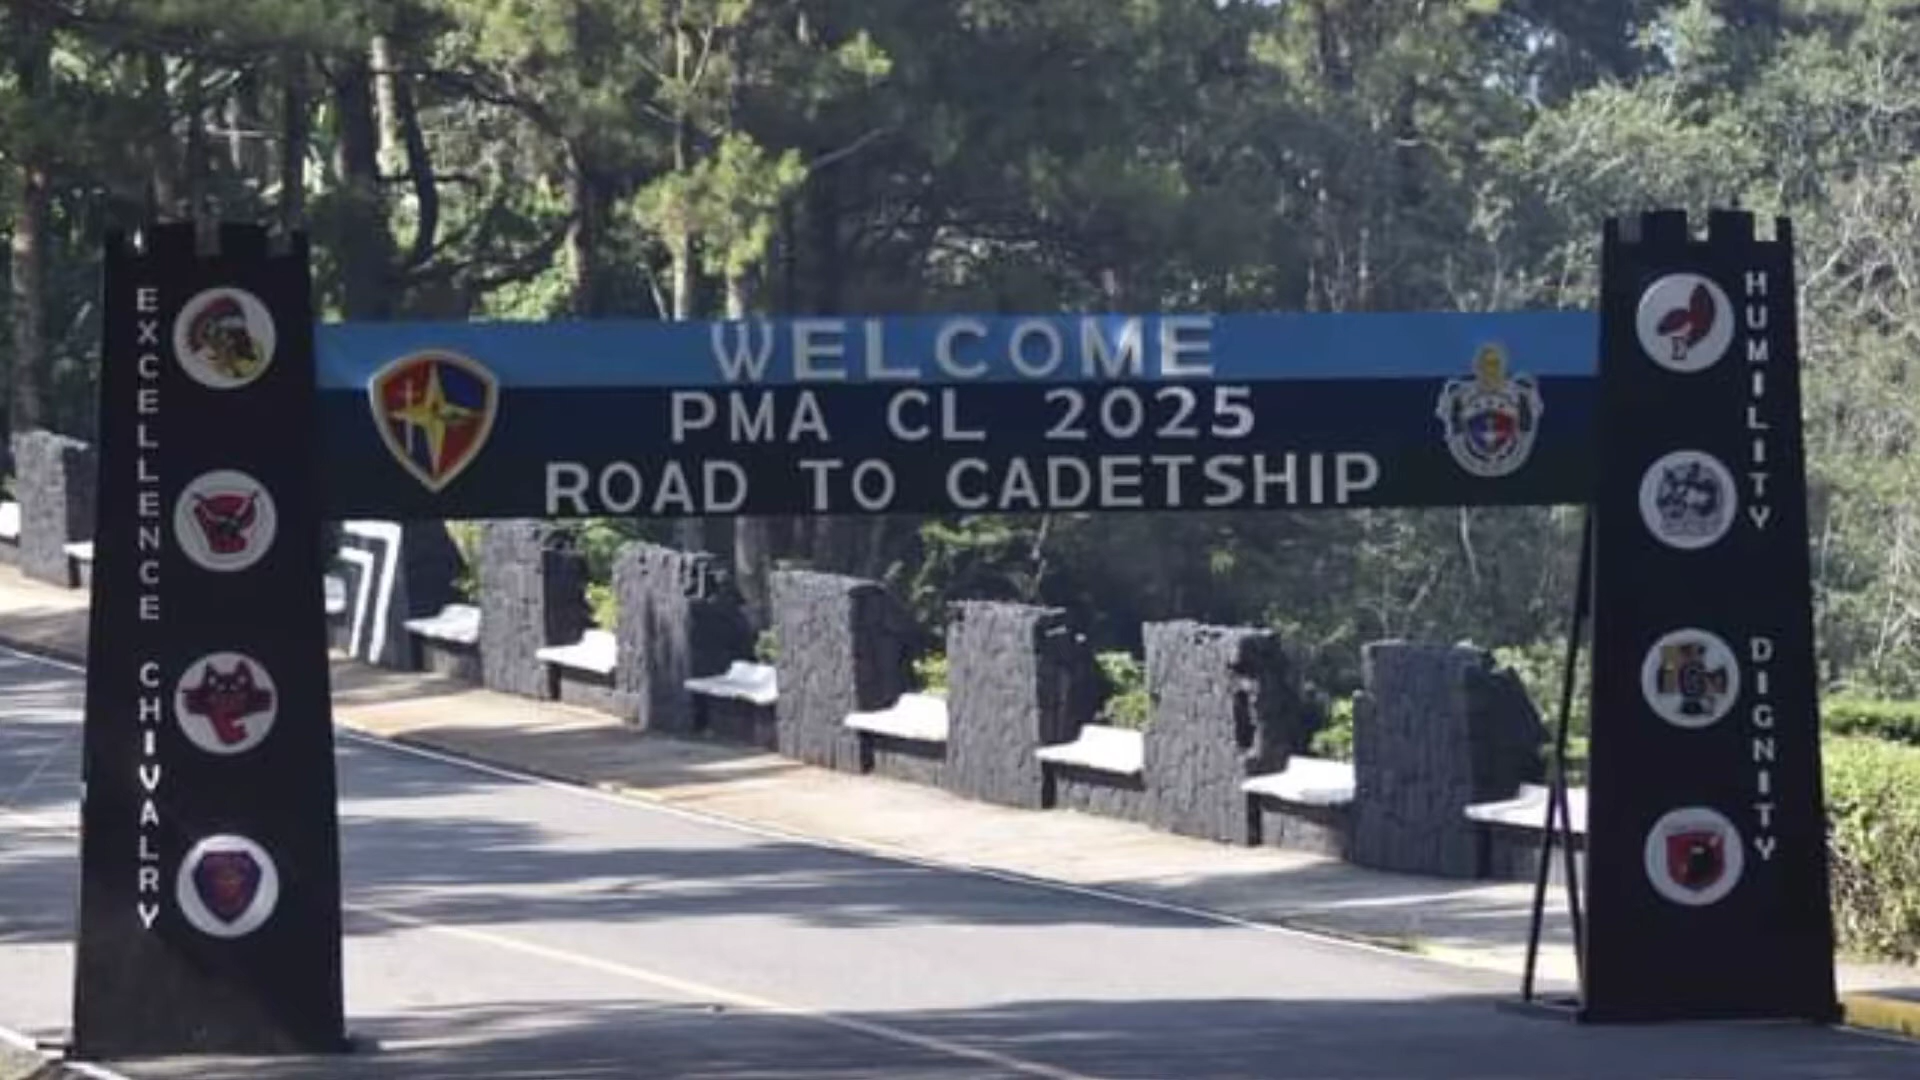 WELCOME
PMA CL 2025
ROAD TO CADETSHIP
EXCELLENCE
CHIVALRY
HUMILITY
DIGNITY